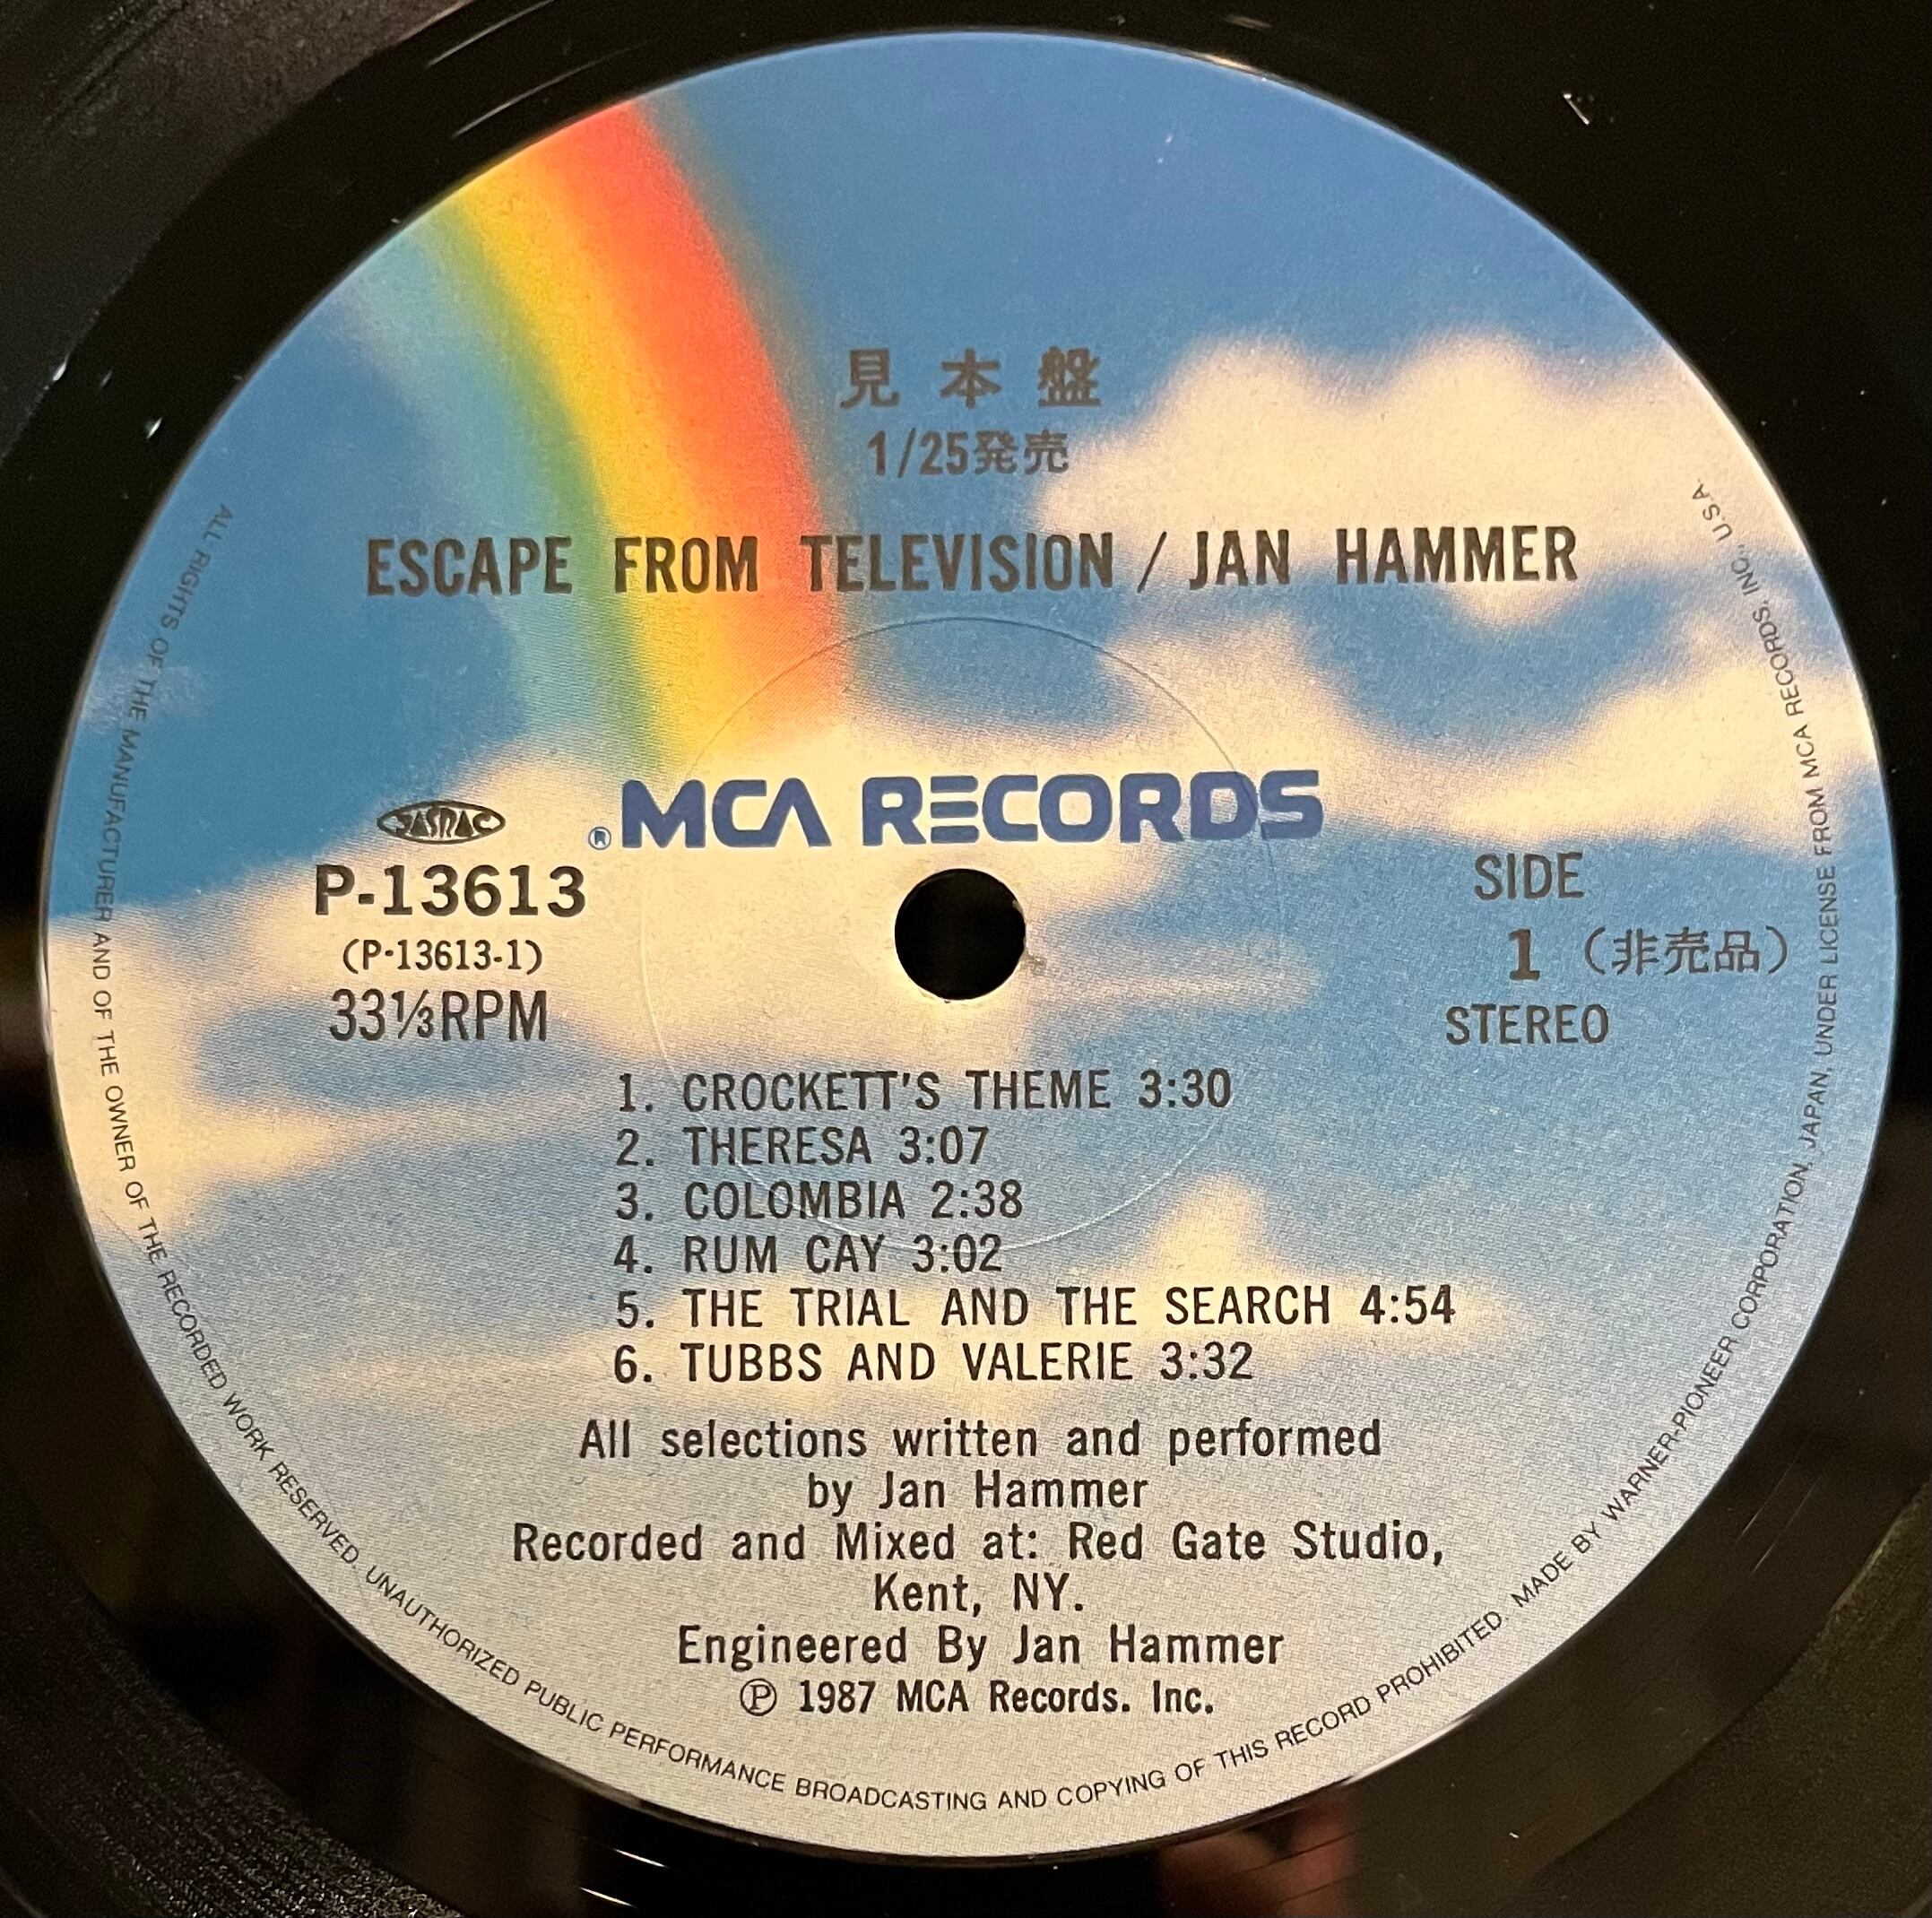 見本盤
1/25発売
ESCAPE FROM TELEVISION / JAN HAMMER
® MCA RECORDS
JASRAC
P-13613
(P-13613-1)
33⅓RPM
SIDE
1 (非売品)
STEREO
1. CROCKETT'S THEME 3:30
2. THERESA 3:07
3. COLOMBIA 2:38
4. RUM CAY 3:02
5. THE TRIAL AND THE SEARCH 4:54
6. TUBBS AND VALERIE 3:32
All selections written and performed
by Jan Hammer
Recorded and Mixed at: Red Gate Studio,
Kent, NY.
Engineered By Jan Hammer
℗ 1987 MCA Records. Inc.
ALL RIGHTS OF THE MANUFACTURER AND OF THE OWNER OF THE RECORDED WORK RESERVED. UNAUTHORIZED PUBLIC PERFORMANCE BROADCASTING AND COPYING OF THIS RECORD PROHIBITED. MADE BY WARNER-PIONEER CORPORATION, JAPAN, UNDER LICENSE FROM MCA RECORDS, INC., U.S.A.